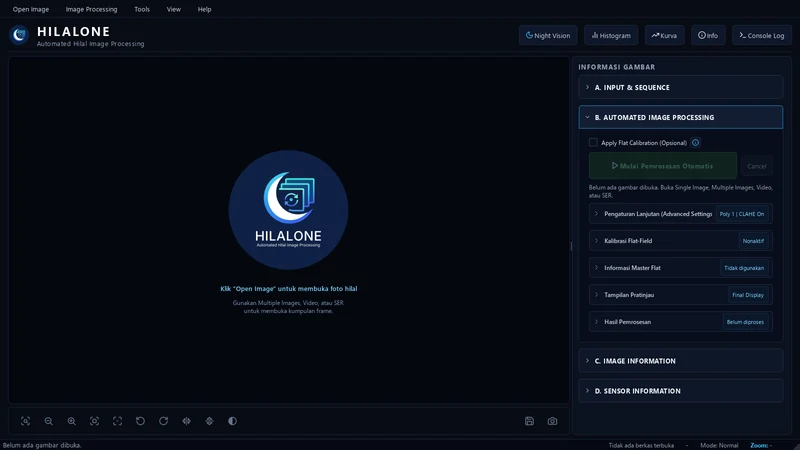 Open Image Image Processing Tools View Help
HILALONE
Automated Hilal Image Processing
Night Vision Histogram Kurva Info Console Log
HILALONE
Automated Hilal Image Processing
Klik "Open Image" untuk membuka foto hilal
Gunakan Multiple Images, Video, atau SER
untuk membuka kumpulan frame.
INFORMASI GAMBAR
A. INPUT & SEQUENCE
B. AUTOMATED IMAGE PROCESSING
Apply Flat Calibration (Opsional)
Mulai Pemrosesan Otomatis Cancel
Belum ada gambar dibuka. Buka Single Image, Multiple Images, Video,
atau SER.
Pengaturan Lanjutan (Advanced Settings Poly 1 | CLAHE On
Kalibrasi Flat-Field Nonaktif
Informasi Master Flat Tidak digunakan
Tampilan Pratinjau Final Display
Hasil Pemrosesan Belum diproses
C. IMAGE INFORMATION
D. SENSOR INFORMATION
Belum ada gambar dibuka. Tidak ada berkas terbuka - Mode: Normal Zoom: -